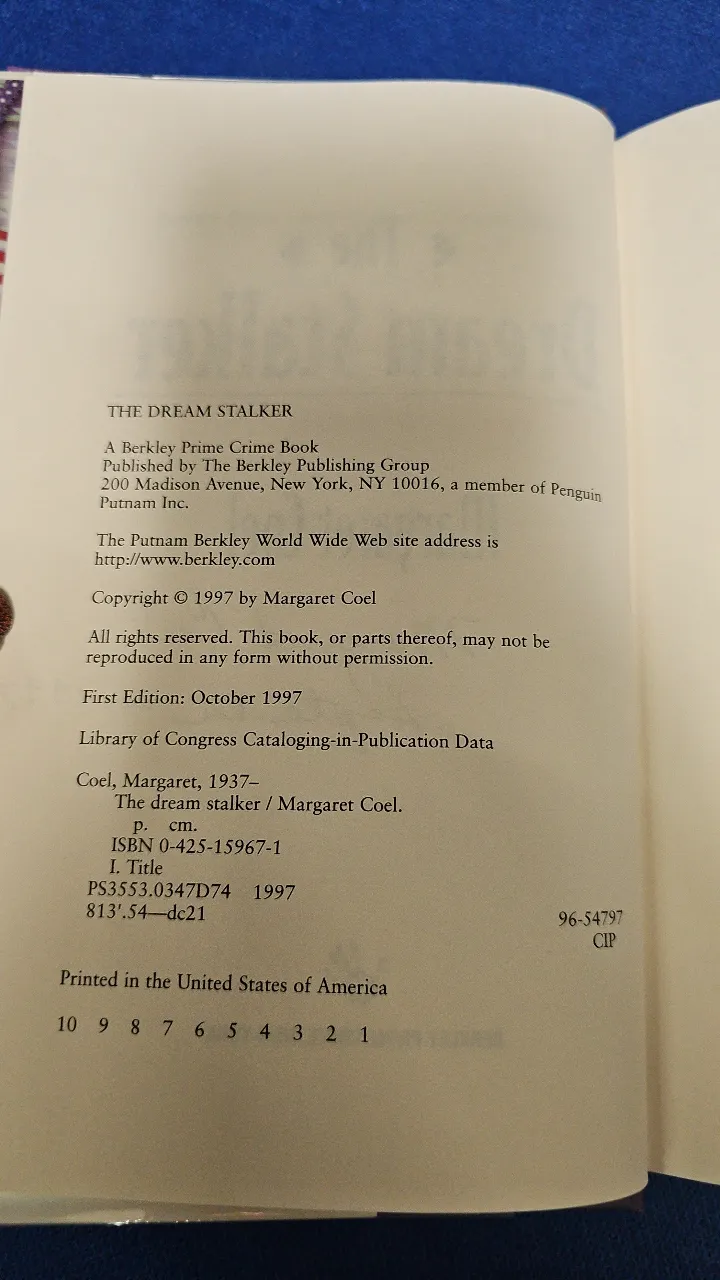 THE DREAM STALKER
A Berkley Prime Crime Book
Published by The Berkley Publishing Group
200 Madison Avenue, New York, NY 10016, a member of Penguin
Putnam Inc.
The Putnam Berkley World Wide Web site address is
http://www.berkley.com
Copyright © 1997 by Margaret Coel
All rights reserved. This book, or parts thereof, may not be
reproduced in any form without permission.
First Edition: October 1997
Library of Congress Cataloging-in-Publication Data
Coel, Margaret, 1937–
The dream stalker / Margaret Coel.
p. cm.
ISBN 0-425-15967-1
I. Title
PS3553.0347D74 1997
813'.54—dc21
96-54797
CIP
Printed in the United States of America
10 9 8 7 6 5 4 3 2 1